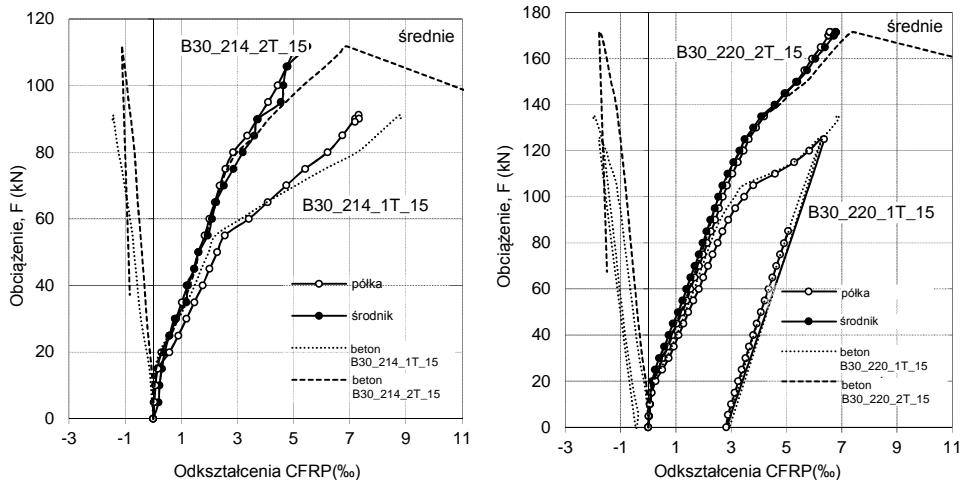 średnie
B30_214_2T_15
B30_214_1T_15
Obciążenie, F (kN)
120
100
80
60
40
20
0
-3 -1 1 3 5 7 9 11
Odkształcenia CFRP(‰)
półka
środnik
beton
B30_214_1T_15
beton
B30_214_2T_15
średnie
B30_220_2T_15
B30_220_1T_15
Obciążenie, F (kN)
180
160
140
120
100
80
60
40
20
0
-3 -1 1 3 5 7 9 11
Odkształcenia CFRP(‰)
półka
środnik
beton
B30_220_1T_15
beton
B30_220_2T_15